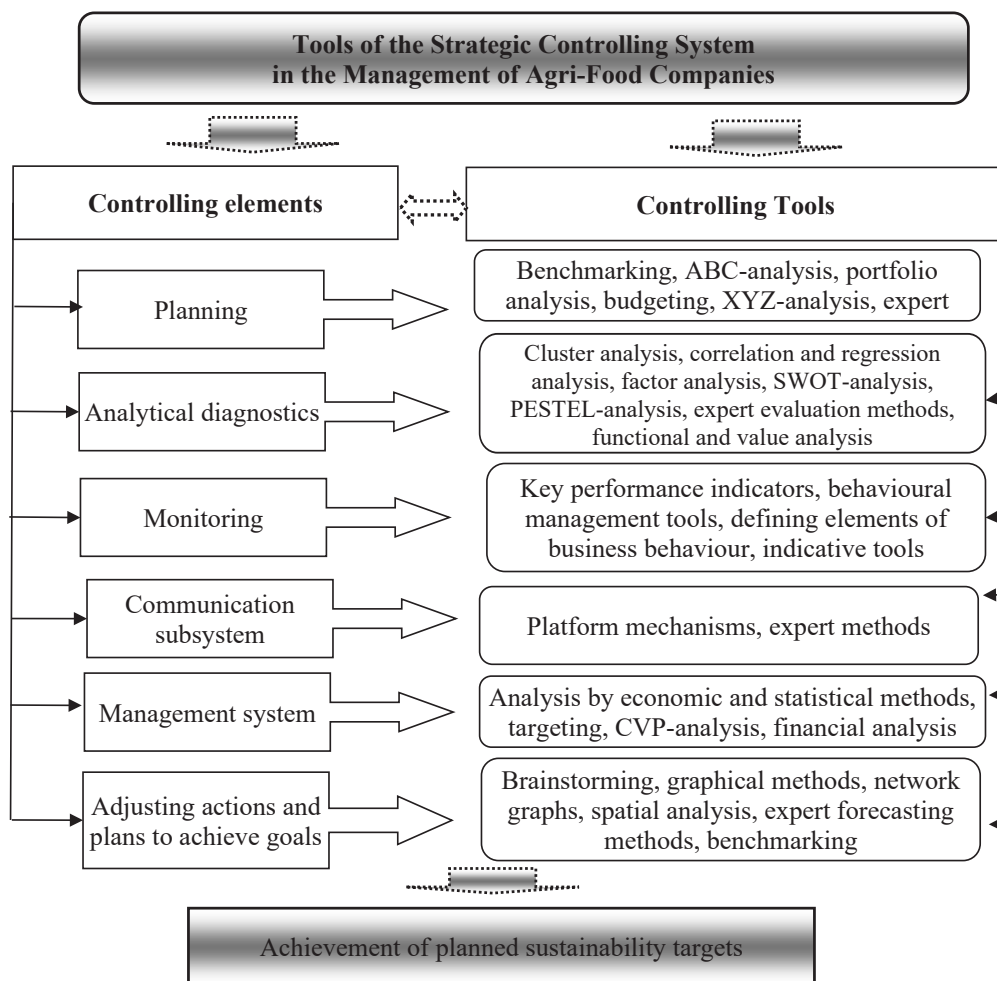 Tools of the Strategic Controlling System
in the Management of Agri-Food Companies
Controlling elements
Controlling Tools
Planning
Benchmarking, ABC-analysis, portfolio
analysis, budgeting, XYZ-analysis, expert
Analytical diagnostics
Cluster analysis, correlation and regression
analysis, factor analysis, SWOT-analysis,
PESTEL-analysis, expert evaluation methods,
functional and value analysis
Monitoring
Key performance indicators, behavioural
management tools, defining elements of
business behaviour, indicative tools
Communication
subsystem
Platform mechanisms, expert methods
Management system
Analysis by economic and statistical methods,
targeting, CVP-analysis, financial analysis
Adjusting actions and
plans to achieve goals
Brainstorming, graphical methods, network
graphs, spatial analysis, expert forecasting
methods, benchmarking
Achievement of planned sustainability targets